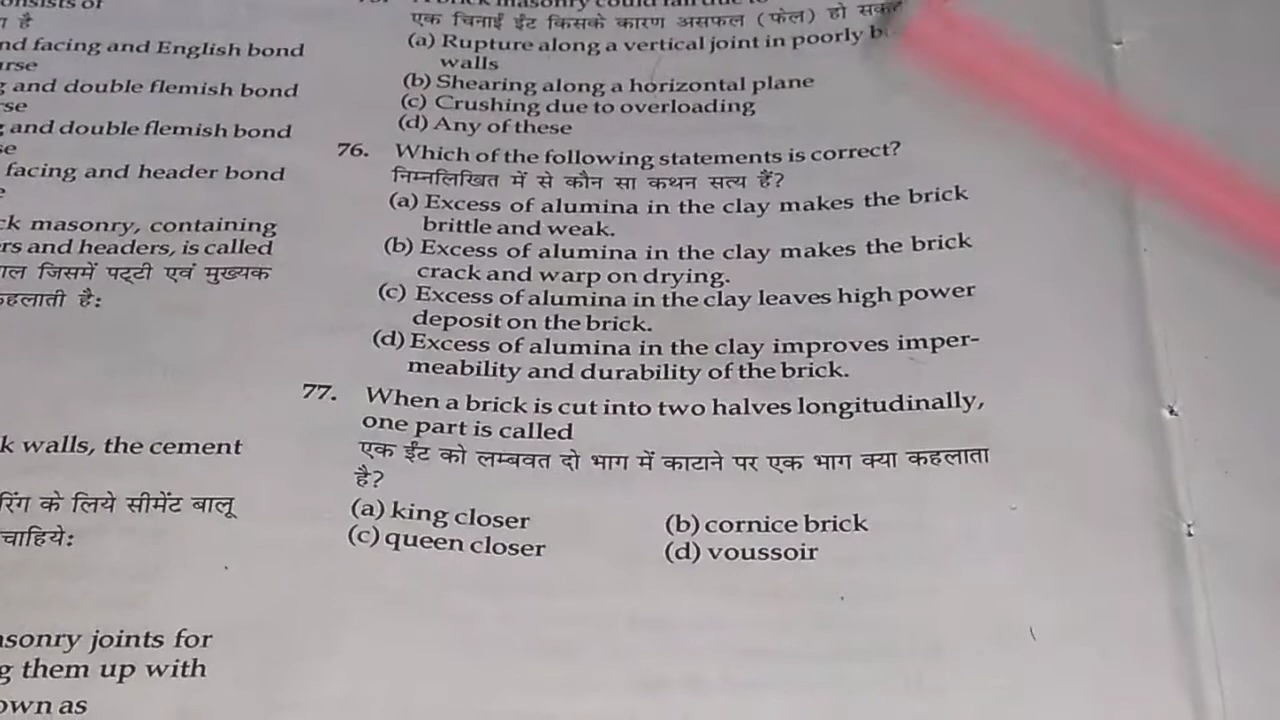 onsists of
है
nd facing and English bond
and double flemish bond
and double flemish bond
facing and header bond
masonry, containing
rs and headers, is called
जिसमें पट्टी एवं मुख्यक
walls, the cement
के लिये सीमेंट बालू
चाहिये:
asonry joints for
them up with
own as
masonry could fail due to
एक चिनाई ईंट किसके कारण असफल (फेल) हो
(a) Rupture along a vertical joint in poorly
walls
(b) Shearing along a horizontal plane
(c) Crushing due to overloading
(d) Any of these
76. Which of the following statements is correct?
निम्नलिखित में से कौन सा कथन सत्य हैं?
(a) Excess of alumina in the clay makes the brick
brittle and weak.
(b) Excess of alumina in the clay makes the brick
crack and warp on drying.
(c) Excess of alumina in the clay leaves high power
deposit on the brick.
(d) Excess of alumina in the clay improves imper-
meability and durability of the brick.
77. When a brick is cut into two halves longitudinally,
one part is called
एक ईंट को लम्बवत दो भाग में काटाने पर एक भाग क्या कहलाता
है?
(a) king closer (b) cornice brick
(c) queen closer (d) voussoir